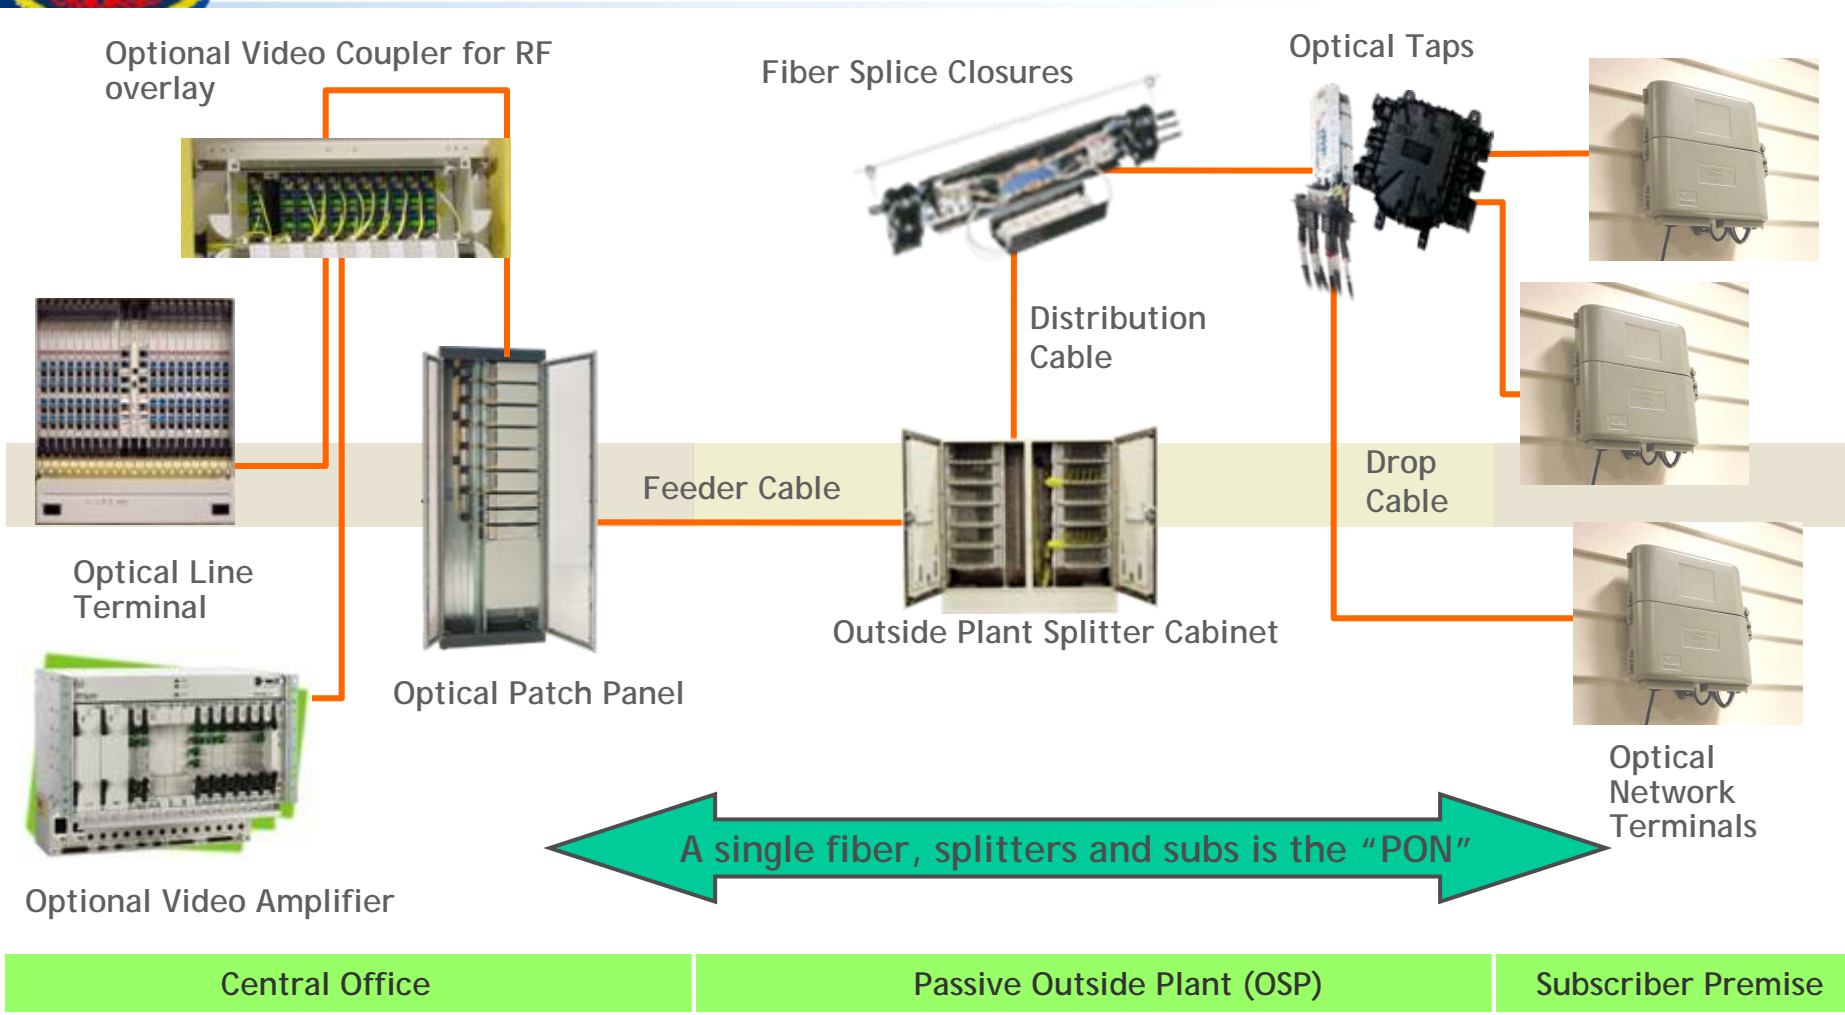 Optional Video Coupler for RF
overlay
Fiber Splice Closures
Optical Taps
Distribution
Cable
Feeder Cable
Drop
Cable
Optical Line
Terminal
Outside Plant Splitter Cabinet
Optical Patch Panel
Optical
Network
Terminals
A single fiber, splitters and subs is the “PON”
Optional Video Amplifier
Central Office
Passive Outside Plant (OSP)
Subscriber Premise